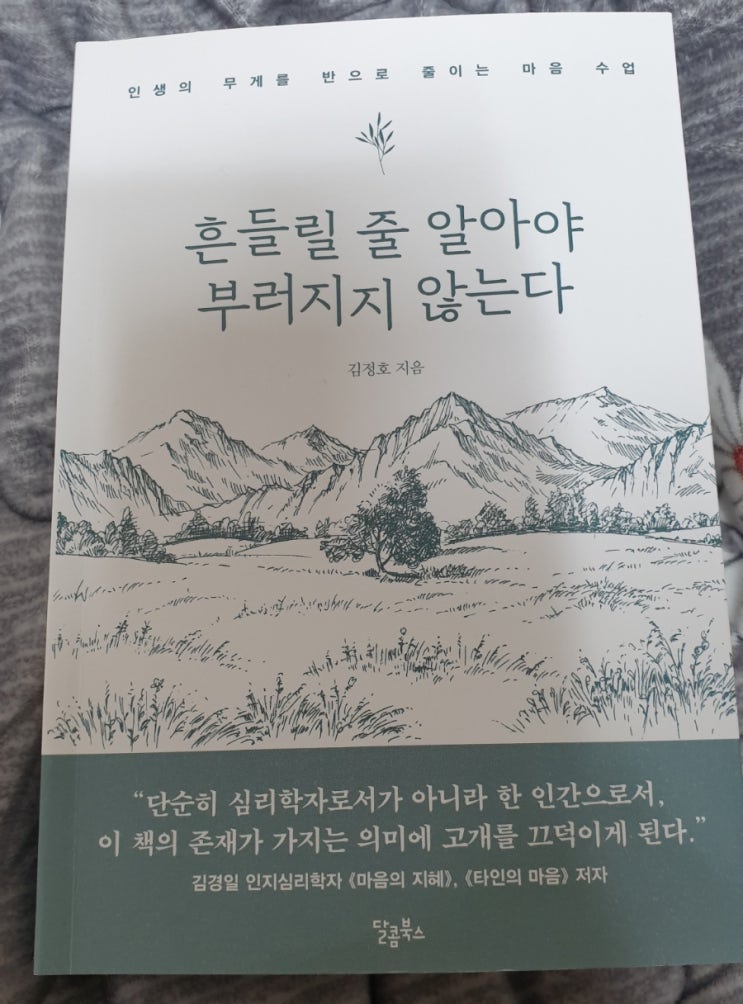 인생의 무게를 반으로 줄이는 마음 수업
흔들릴 줄 알아야
부러지지 않는다
김정호 지음
“단순히 심리학자로서가 아니라 한 인간으로서,
이 책의 존재가 가지는 의미에 고개를 끄덕이게 된다.”
김경일 인지심리학자 《마음의 지혜》, 《타인의 마음》 저자
달콤북스